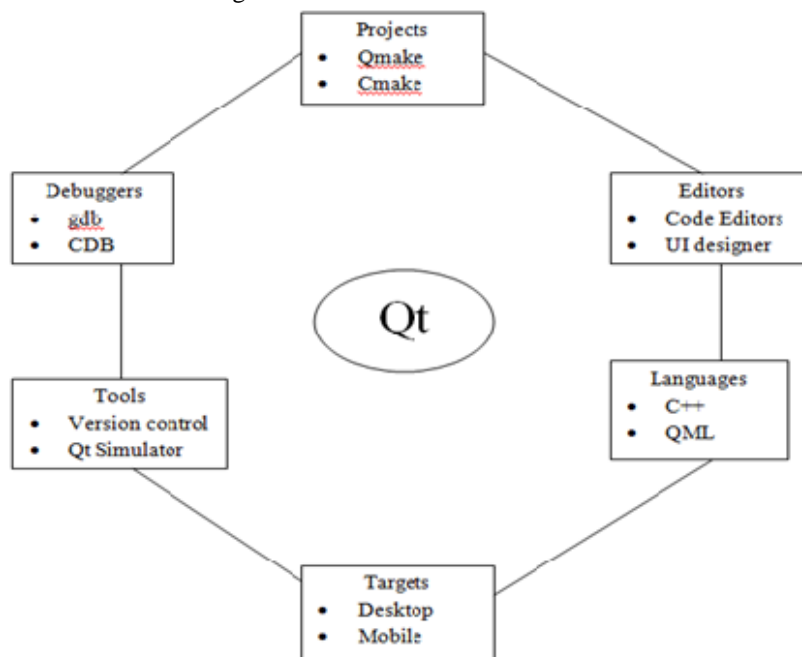 Projects
• Qmake
• Cmake
Debuggers
• gdb
• CDB
Editors
• Code Editors
• UI designer
Qt
Tools
• Version control
• Qt Simulator
Languages
• C++
• QML
Targets
• Desktop
• Mobile